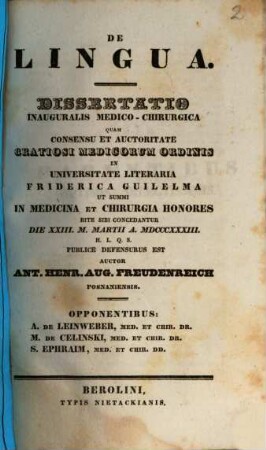 2
DE
LINGUA.
DISSERTATIO
INAUGURALIS MEDICO-CHIRURGICA
QUAM
CONSENSU ET AUCTORITATE
GRATIOSI MEDICORUM ORDINIS
IN
UNIVERSITATE LITERARIA
FRIDERICA GUILELMA
UT SUMMI
IN MEDICINA ET CHIRURGIA HONORES
RITE SIBI CONCEDANTUR
DIE XXIII. M. MARTII A. MDCCCXXXIII.
H. L. Q. S.
PUBLICE DEFENSURUS EST
AUCTOR
ANT. HENR. AUG. FREUDENREICH
POSNANIENSIS.
OPPONENTIBUS:
A. DE LEINWEBER, MED. ET CHIR. DR.
M. DE CELINSKI, MED. ET CHIR. DR.
S. EPHRAIM, MED. ET CHIR. DD.
BEROLINI,
TYPIS NIETACKIANIS.